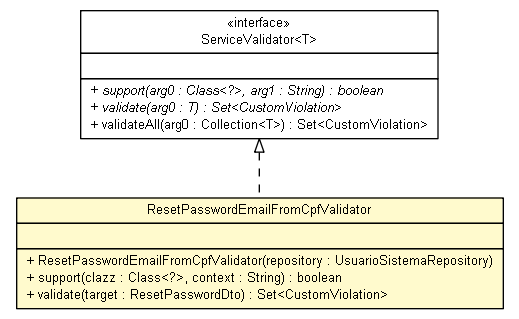 «interface»
ServiceValidator<T>
+ support(arg0 : Class<?>, arg1 : String) : boolean
+ validate(arg0 : T) : Set<CustomViolation>
+ validateAll(arg0 : Collection<T>) : Set<CustomViolation>
ResetPasswordEmailFromCpfValidator
+ ResetPasswordEmailFromCpfValidator(repository : UsuarioSistemaRepository)
+ support(clazz : Class<?>, context : String) : boolean
+ validate(target : ResetPasswordDto) : Set<CustomViolation>